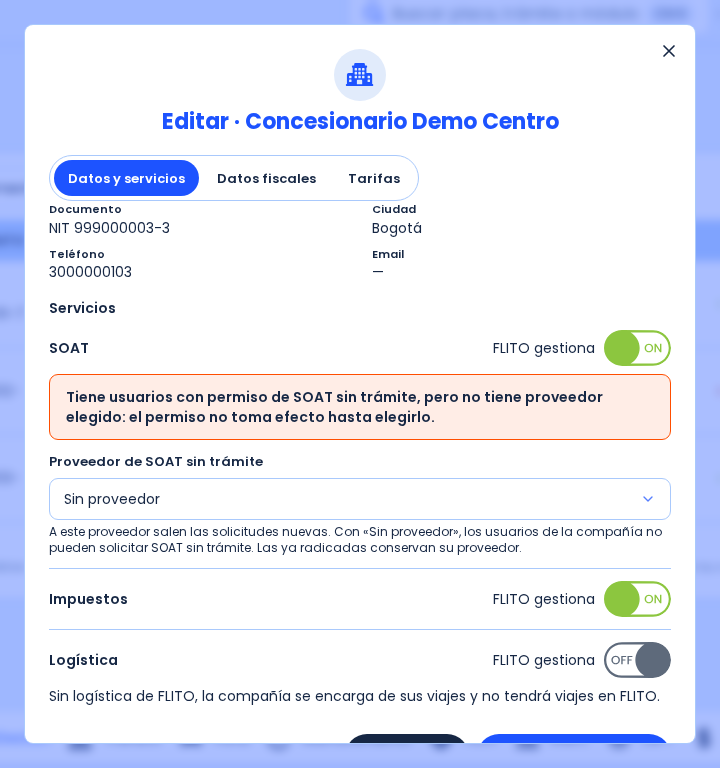 Editar · Concesionario Demo Centro
Datos y servicios
Datos fiscales
Tarifas
Documento
Ciudad
NIT 999000003-3
Bogotá
Teléfono
Email
3000000103
—
Servicios
SOAT
FLITO gestiona
ON
Tiene usuarios con permiso de SOAT sin trámite, pero no tiene proveedor
elegido: el permiso no toma efecto hasta elegirlo.
Proveedor de SOAT sin trámite
Sin proveedor
A este proveedor salen las solicitudes nuevas. Con «Sin proveedor», los usuarios de la compañía no
pueden solicitar SOAT sin trámite. Las ya radicadas conservan su proveedor.
Impuestos
FLITO gestiona
ON
Logística
FLITO gestiona
OFF
Sin logística de FLITO, la compañía se encarga de sus viajes y no tendrá viajes en FLITO.